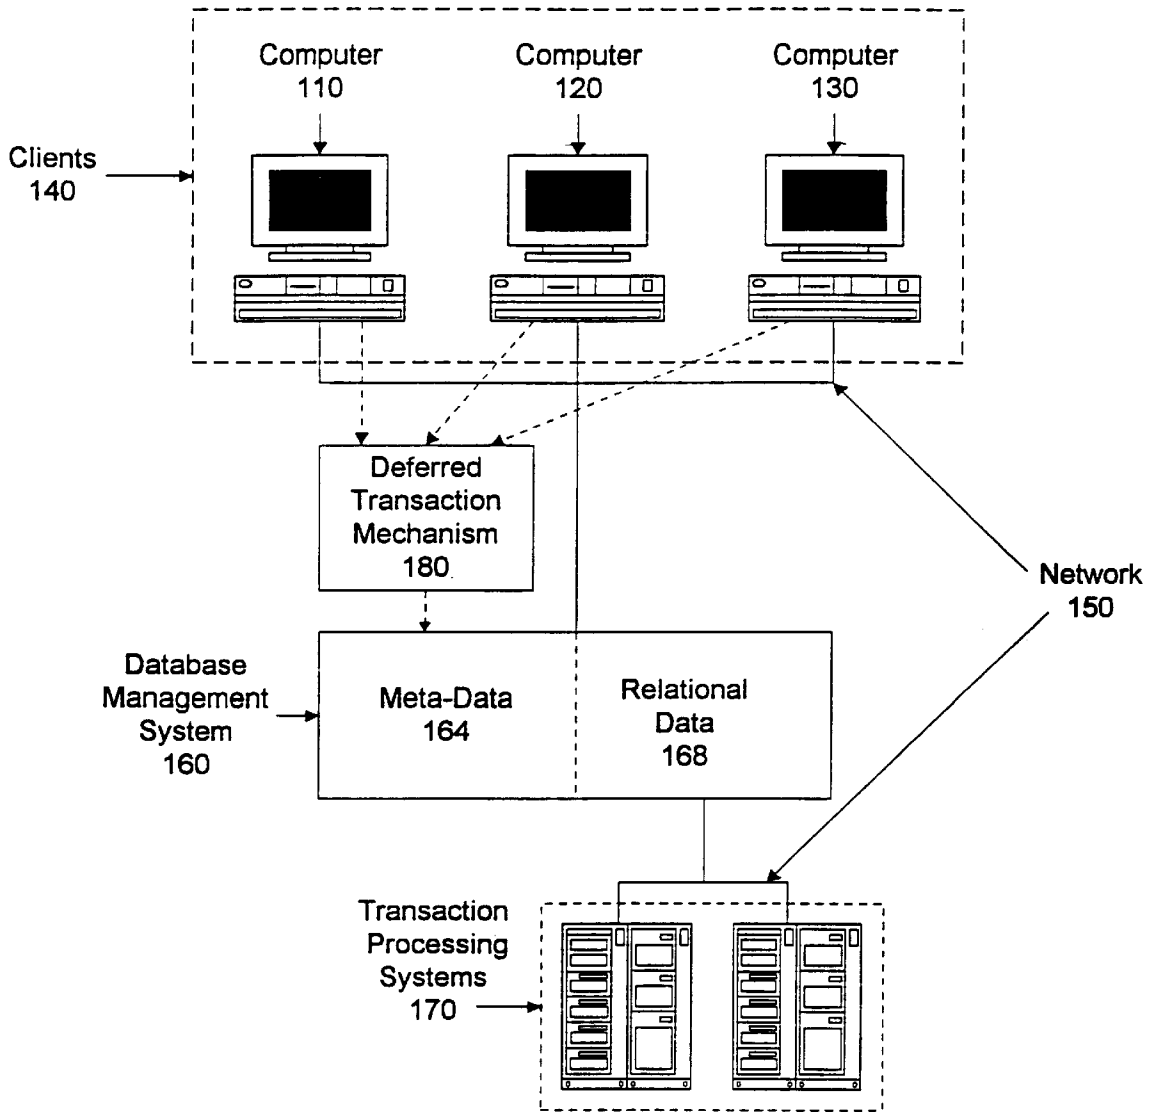 Computer
110
Computer
120
Computer
130
Clients
140
Deferred
Transaction
Mechanism
180
Network
150
Database
Management
System
160
Meta-Data
164
Relational
Data
168
Transaction
Processing
Systems
170